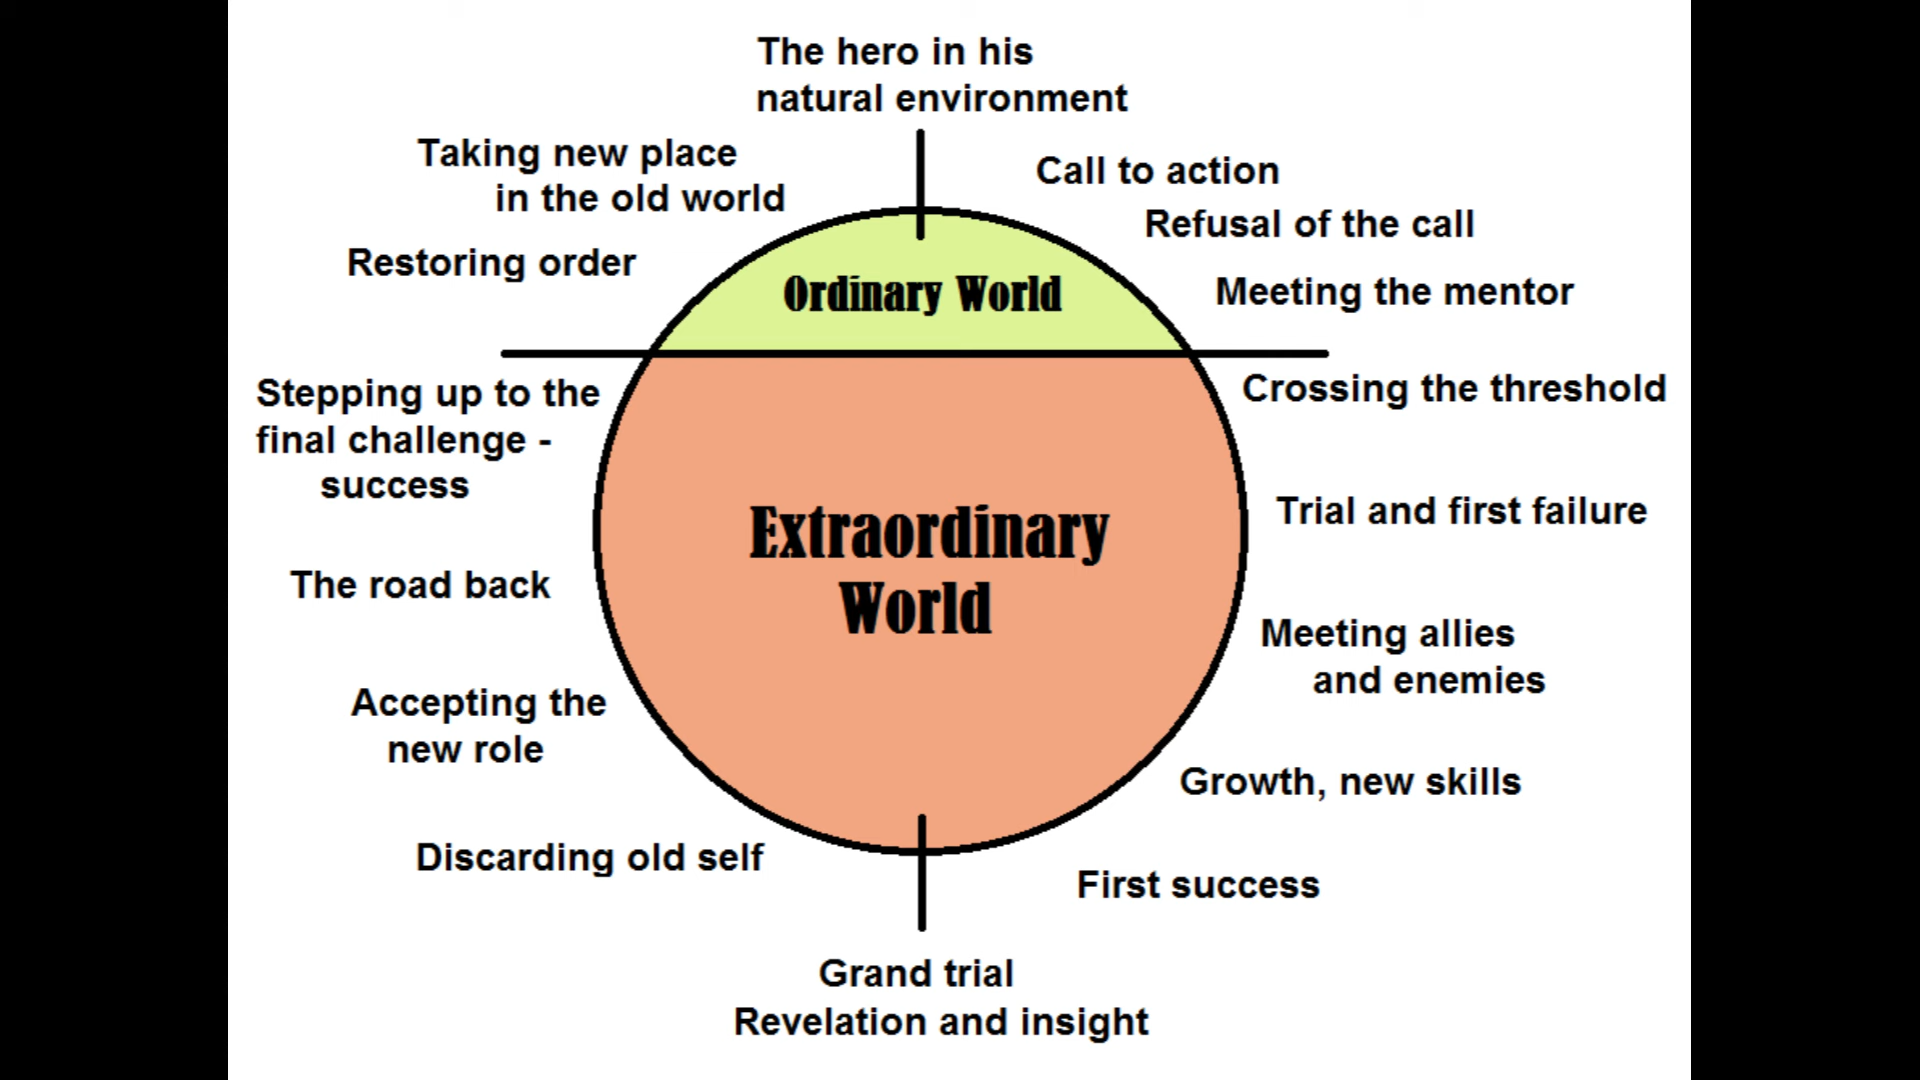 The hero in his
natural environment
Call to action
Refusal of the call
Meeting the mentor
Crossing the threshold
Trial and first failure
Meeting allies
and enemies
Growth, new skills
First success
Grand trial
Revelation and insight
Discarding old self
Accepting the
new role
The road back
Stepping up to the
final challenge -
success
Restoring order
Taking new place
in the old world
Ordinary World
Extraordinary
World